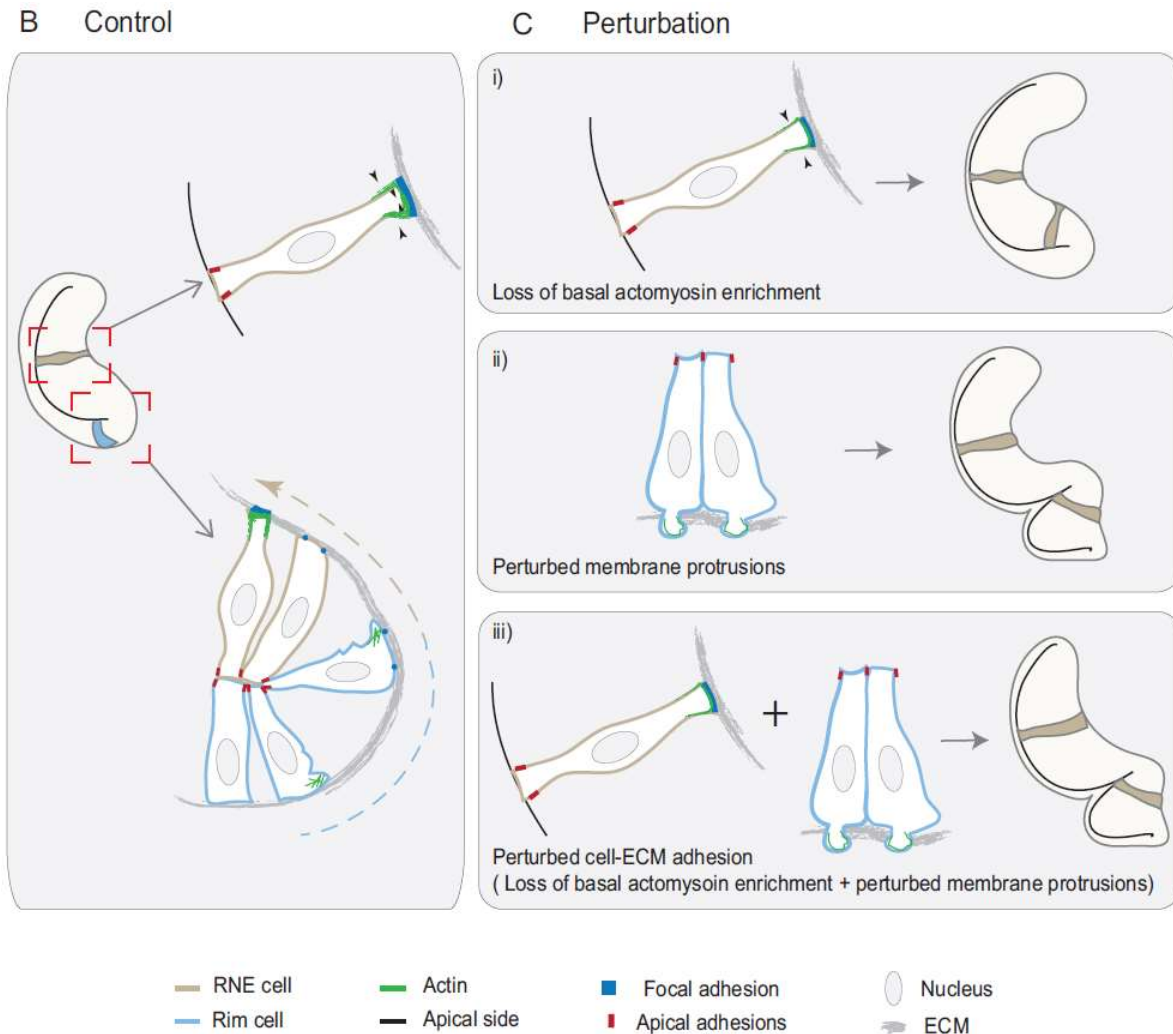 B Control
C Perturbation
i)
Loss of basal actomyosin enrichment
ii)
Perturbed membrane protrusions
iii)
+
Perturbed cell-ECM adhesion
( Loss of basal actomysoin enrichment + perturbed membrane protrusions)
RNE cell
Actin
Focal adhesion
Nucleus
Rim cell
Apical side
Apical adhesions
ECM